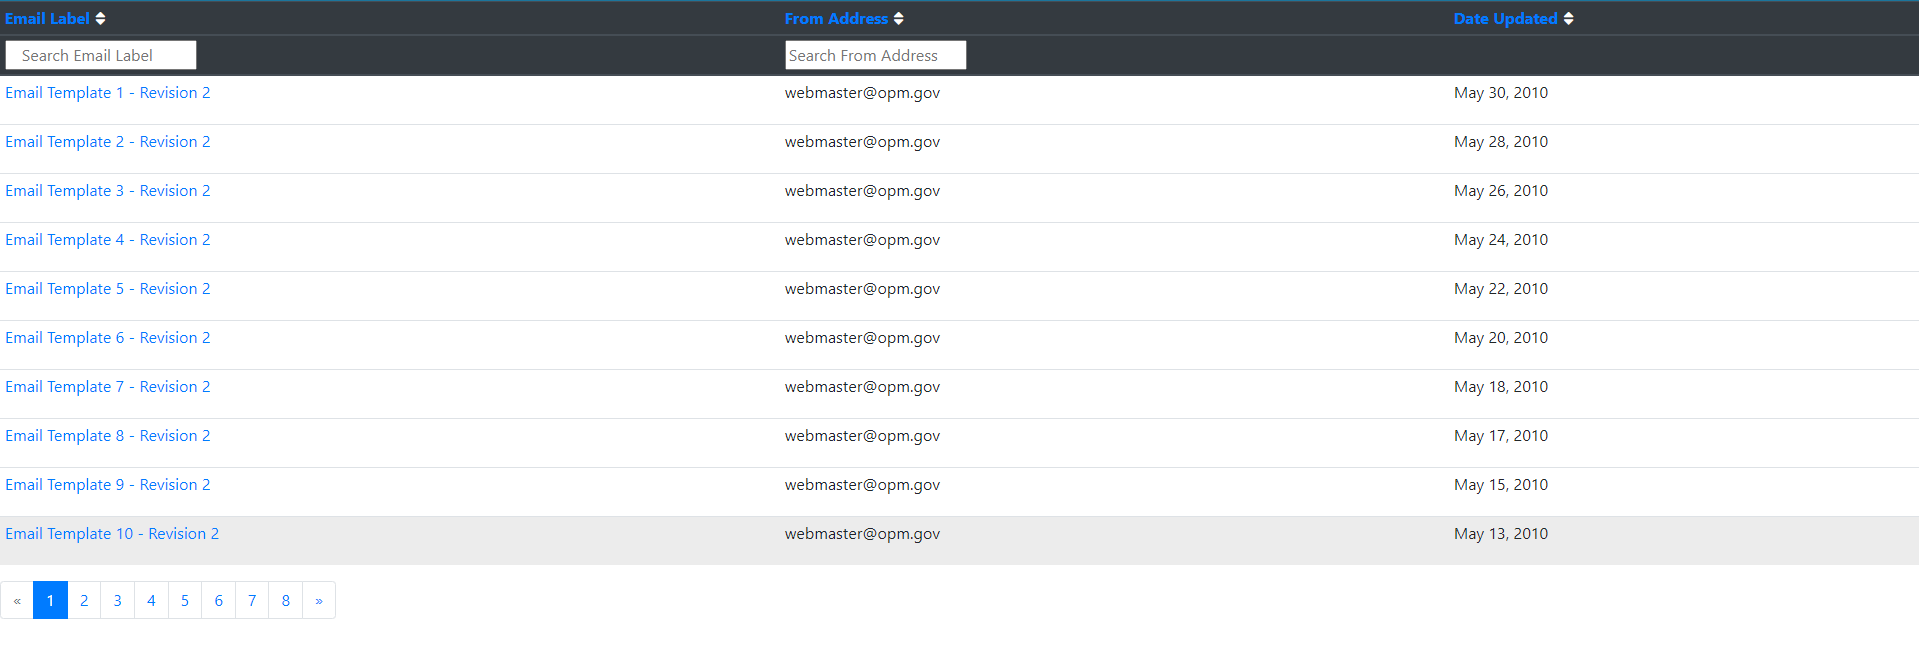 Email Label From Address Date Updated
Search Email Label Search From Address
Email Template 1 - Revision 2 webmaster@opm.gov May 30, 2010
Email Template 2 - Revision 2 webmaster@opm.gov May 28, 2010
Email Template 3 - Revision 2 webmaster@opm.gov May 26, 2010
Email Template 4 - Revision 2 webmaster@opm.gov May 24, 2010
Email Template 5 - Revision 2 webmaster@opm.gov May 22, 2010
Email Template 6 - Revision 2 webmaster@opm.gov May 20, 2010
Email Template 7 - Revision 2 webmaster@opm.gov May 18, 2010
Email Template 8 - Revision 2 webmaster@opm.gov May 17, 2010
Email Template 9 - Revision 2 webmaster@opm.gov May 15, 2010
Email Template 10 - Revision 2 webmaster@opm.gov May 13, 2010
« 1 2 3 4 5 6 7 8 »